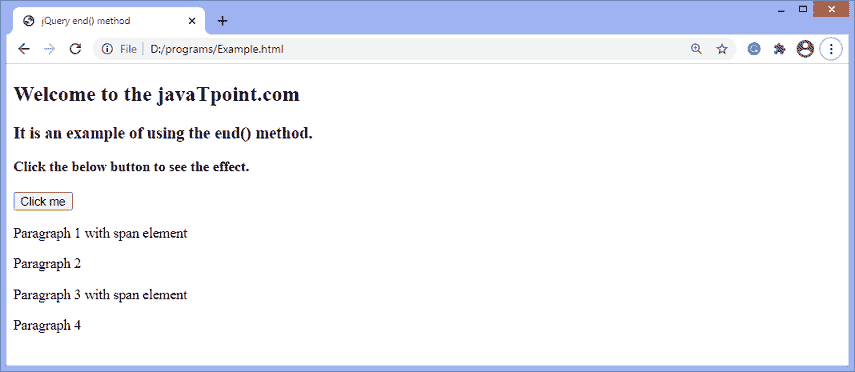 jQuery end() method
File
D:/programs/Example.html
Welcome to the javaTpoint.com
It is an example of using the end() method.
Click the below button to see the effect.
Click me
Paragraph 1 with span element
Paragraph 2
Paragraph 3 with span element
Paragraph 4